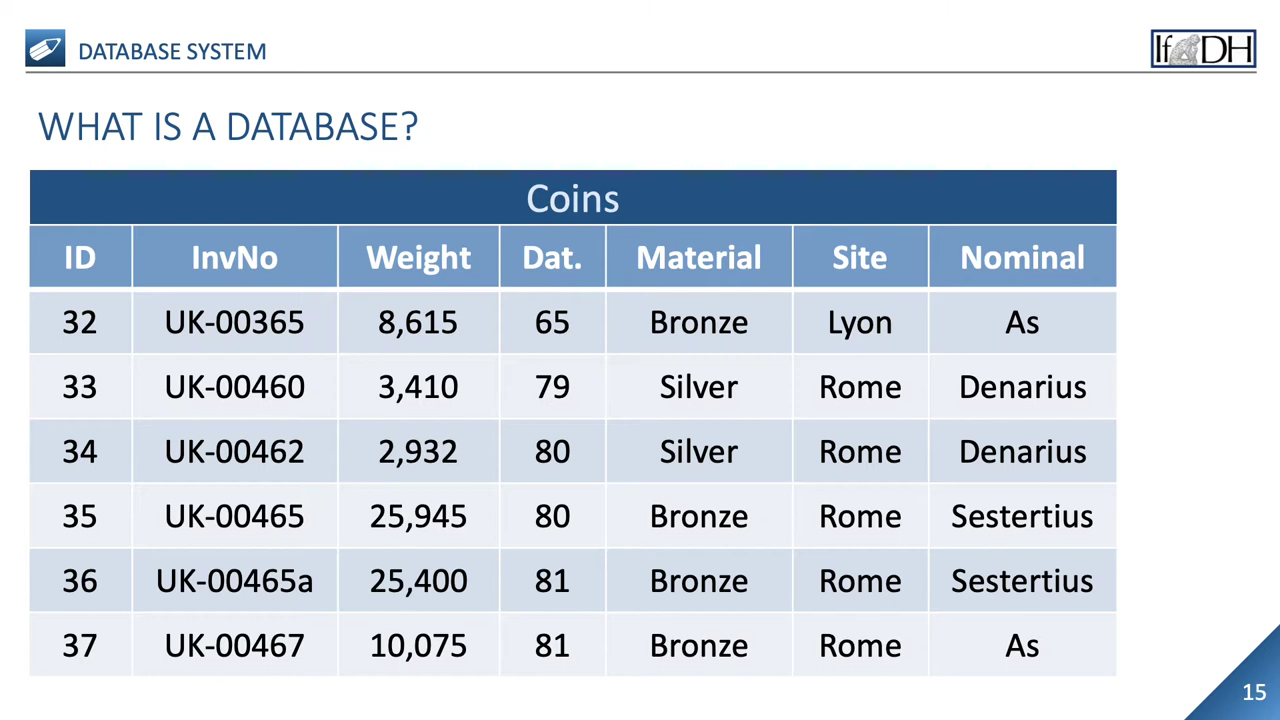 DATABASE SYSTEM
IfDH
WHAT IS A DATABASE?
Coins
ID InvNo Weight Dat. Material Site Nominal
32 UK-00365 8,615 65 Bronze Lyon As
33 UK-00460 3,410 79 Silver Rome Denarius
34 UK-00462 2,932 80 Silver Rome Denarius
35 UK-00465 25,945 80 Bronze Rome Sestertius
36 UK-00465a 25,400 81 Bronze Rome Sestertius
37 UK-00467 10,075 81 Bronze Rome As
15